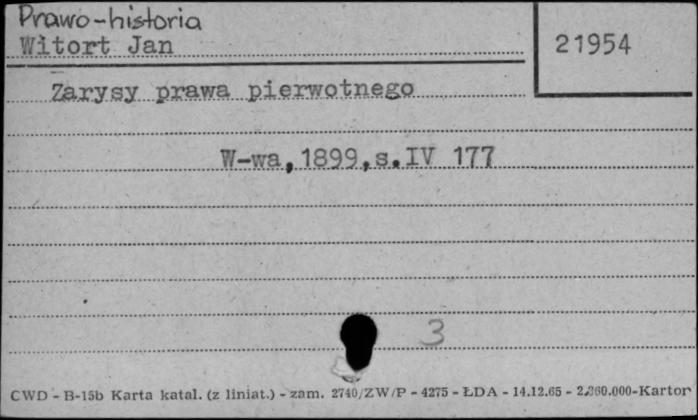 Prawo-historia
Witort Jan
21954
Zarysy prawa pierwotnego
W-wa, 1899, s. IV 177
3
CWD - B-15b Karta katal. (z liniat.) - zam. 2740/ZW/P - 4275 - ŁDA - 14.12.65 - 2.360.000-Karton